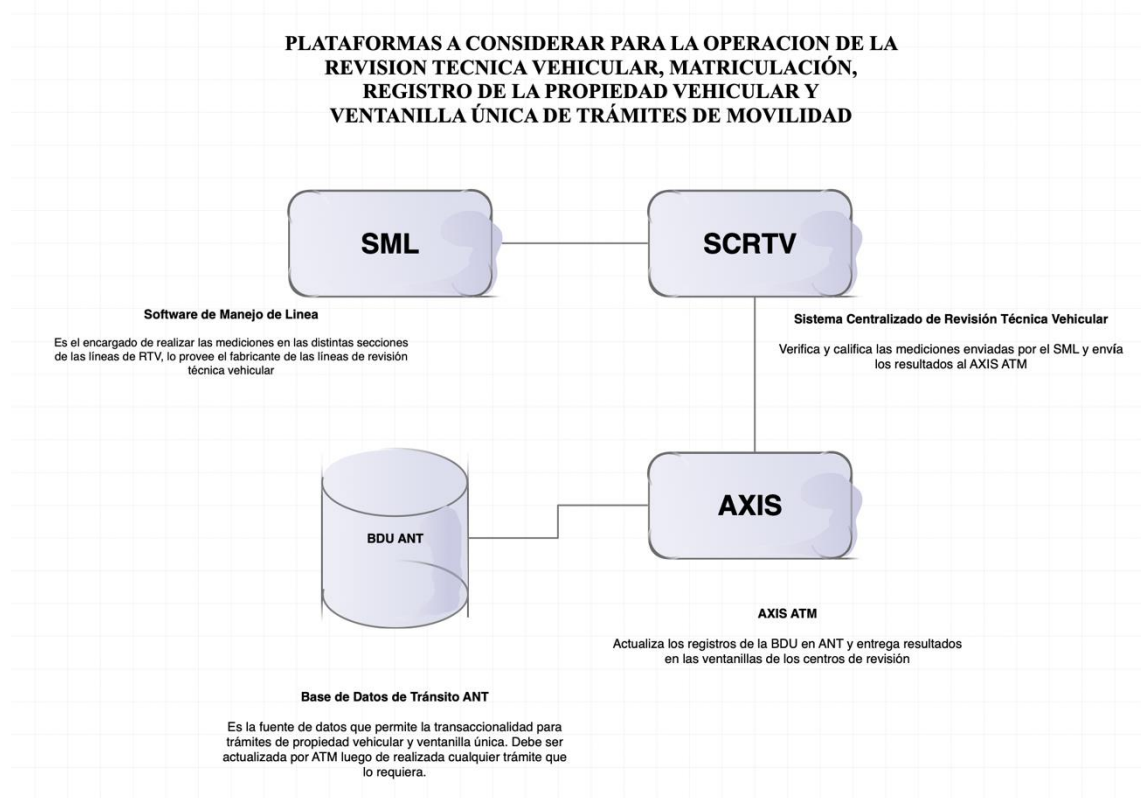 PLATAFORMAS A CONSIDERAR PARA LA OPERACION DE LA
REVISION TECNICA VEHICULAR, MATRICULACIÓN,
REGISTRO DE LA PROPIEDAD VEHICULAR Y
VENTANILLA ÚNICA DE TRÁMITES DE MOVILIDAD
SML
SCRTV
Software de Manejo de Linea
Es el encargado de realizar las mediciones en las distintas secciones
de las líneas de RTV, lo provee el fabricante de las líneas de revisión
técnica vehicular
Sistema Centralizado de Revisión Técnica Vehicular
Verifica y califica las mediciones enviadas por el SML y envía
los resultados al AXIS ATM
BDU ANT
AXIS
AXIS ATM
Actualiza los registros de la BDU en ANT y entrega resultados
en las ventanillas de los centros de revisión
Base de Datos de Tránsito ANT
Es la fuente de datos que permite la transaccionalidad para
trámites de propiedad vehicular y ventanilla única. Debe ser
actualizada por ATM luego de realizada cualquier trámite que
lo requiera.